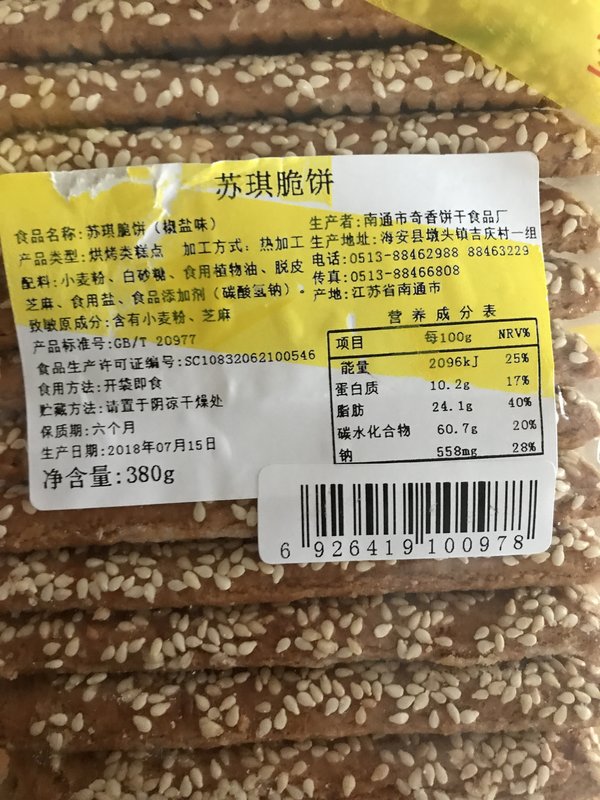 苏琪脆饼
食品名称:苏琪脆饼(椒盐味)
产品类型:烘烤类糕点 加工方式:热加工
配料:小麦粉、白砂糖、食用植物油、脱皮
芝麻、食用盐、食品添加剂(碳酸氢钠)。
致敏原成分:含有小麦粉、芝麻
产品标准号:GB/T 20977
食品生产许可证编号:SC10832062100546
食用方法:开袋即食
贮藏方法:请置于阴凉干燥处
保质期:六个月
生产日期:2018年07月15日
净含量:380g
生产者:南通市奇香饼干食品厂
生产地址:海安县墩头镇吉庆村一组
电话:0513-88462988 88463229
传真:0513-88466808
产地:江苏省南通市
营养成分表
项目 每100g NRV%
能量 2096kJ 25%
蛋白质 10.2g 17%
脂肪 24.1g 40%
碳水化合物 60.7g 20%
钠 558mg 28%
6 926419 100978